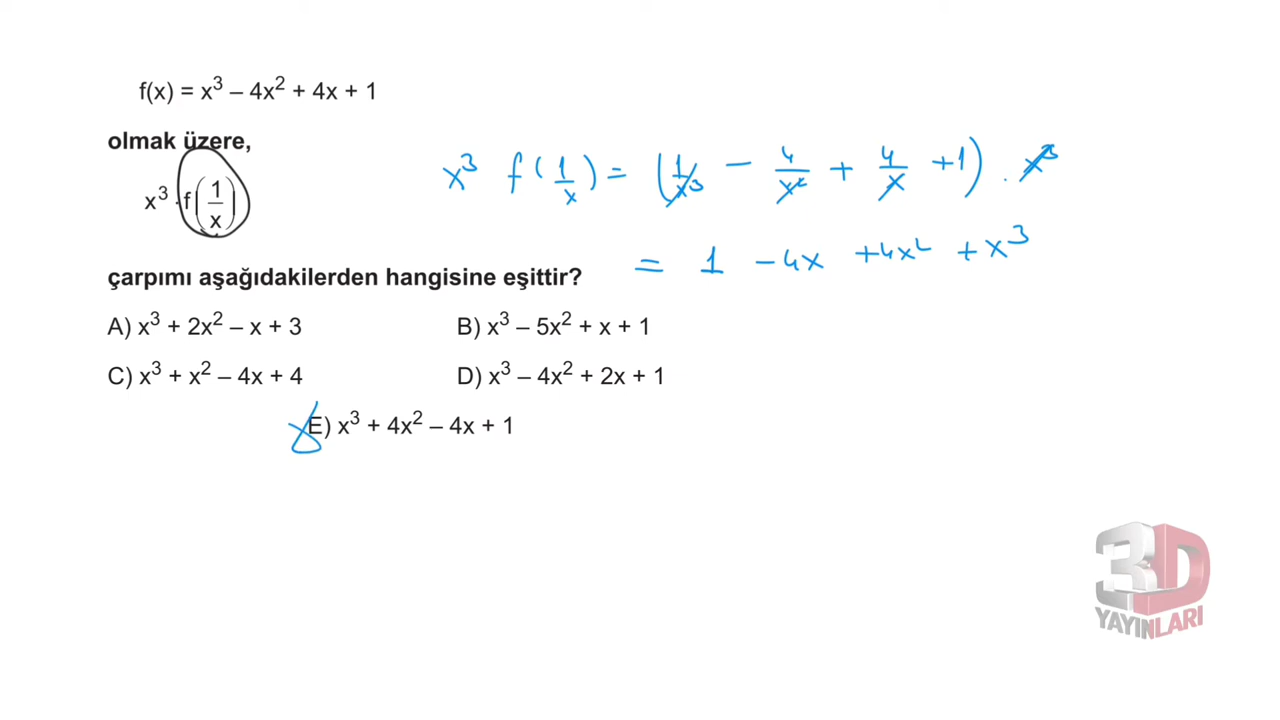 f(x) = x³ – 4x² + 4x + 1
olmak üzere,
x³ · f(1/x)
x³ f(1/x) = (1/x³ – 4/x² + 4/x + 1) . x³
= 1 – 4x + 4x² + x³
çarpımı aşağıdakilerden hangisine eşittir?
A) x³ + 2x² – x + 3 B) x³ – 5x² + x + 1
C) x³ + x² – 4x + 4 D) x³ – 4x² + 2x + 1
E) x³ + 4x² – 4x + 1
3D
YAYINLARI